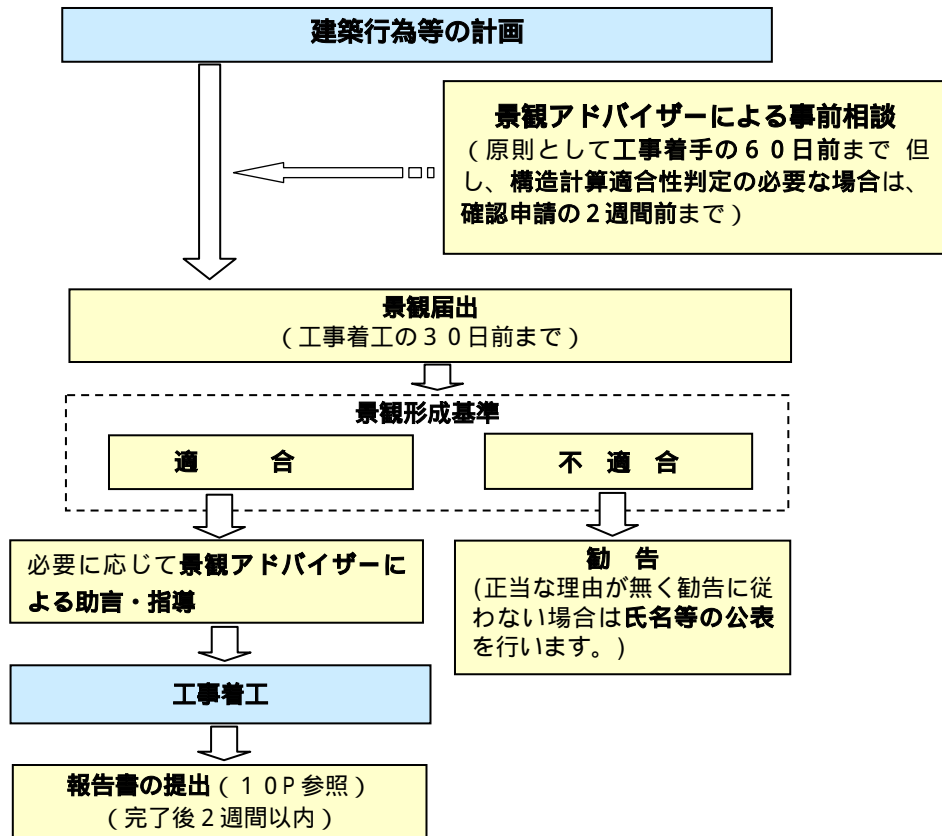 建築行為等の計画
景観アドバイザーによる事前相談
(原則として工事着手の60日前まで 但
し、構造計算適合性判定の必要な場合は、
確認申請の2週間前まで)
景観届出
(工事着工の30日前まで)
景観形成基準
適 合
不 適 合
必要に応じて景観アドバイザーに
よる助言・指導
勧 告
(正当な理由が無く勧告に従
わない場合は氏名等の公表
を行います。)
工事着工
報告書の提出(10P参照)
(完了後2週間以内)